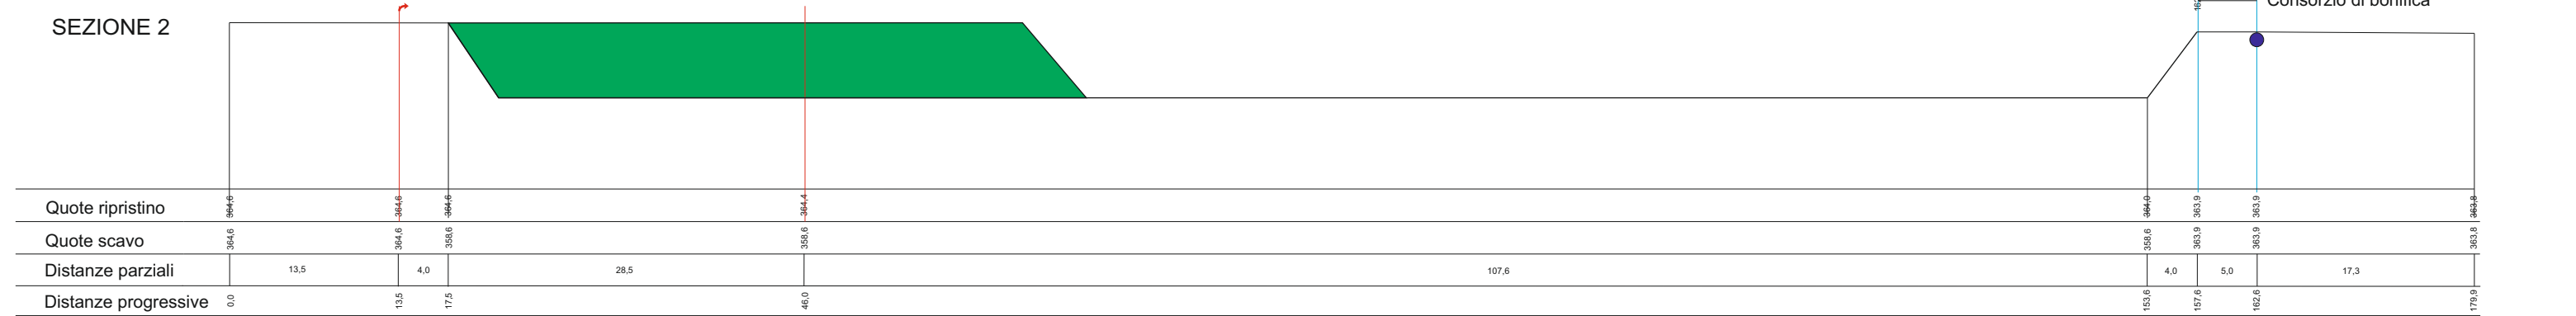 Consorzio di bonifica
SEZIONE 2
Quote ripristino 364,6 364,6 364,6 364,4 364,0 363,9 363,9 363,8
Quote scavo 364,6 364,6 358,6 358,6 358,6 363,9 363,9 363,8
Distanze parziali 13,5 4,0 28,5 107,6 4,0 5,0 17,3
Distanze progressive 0,0 13,5 17,5 46,0 153,6 157,6 162,6 179,9